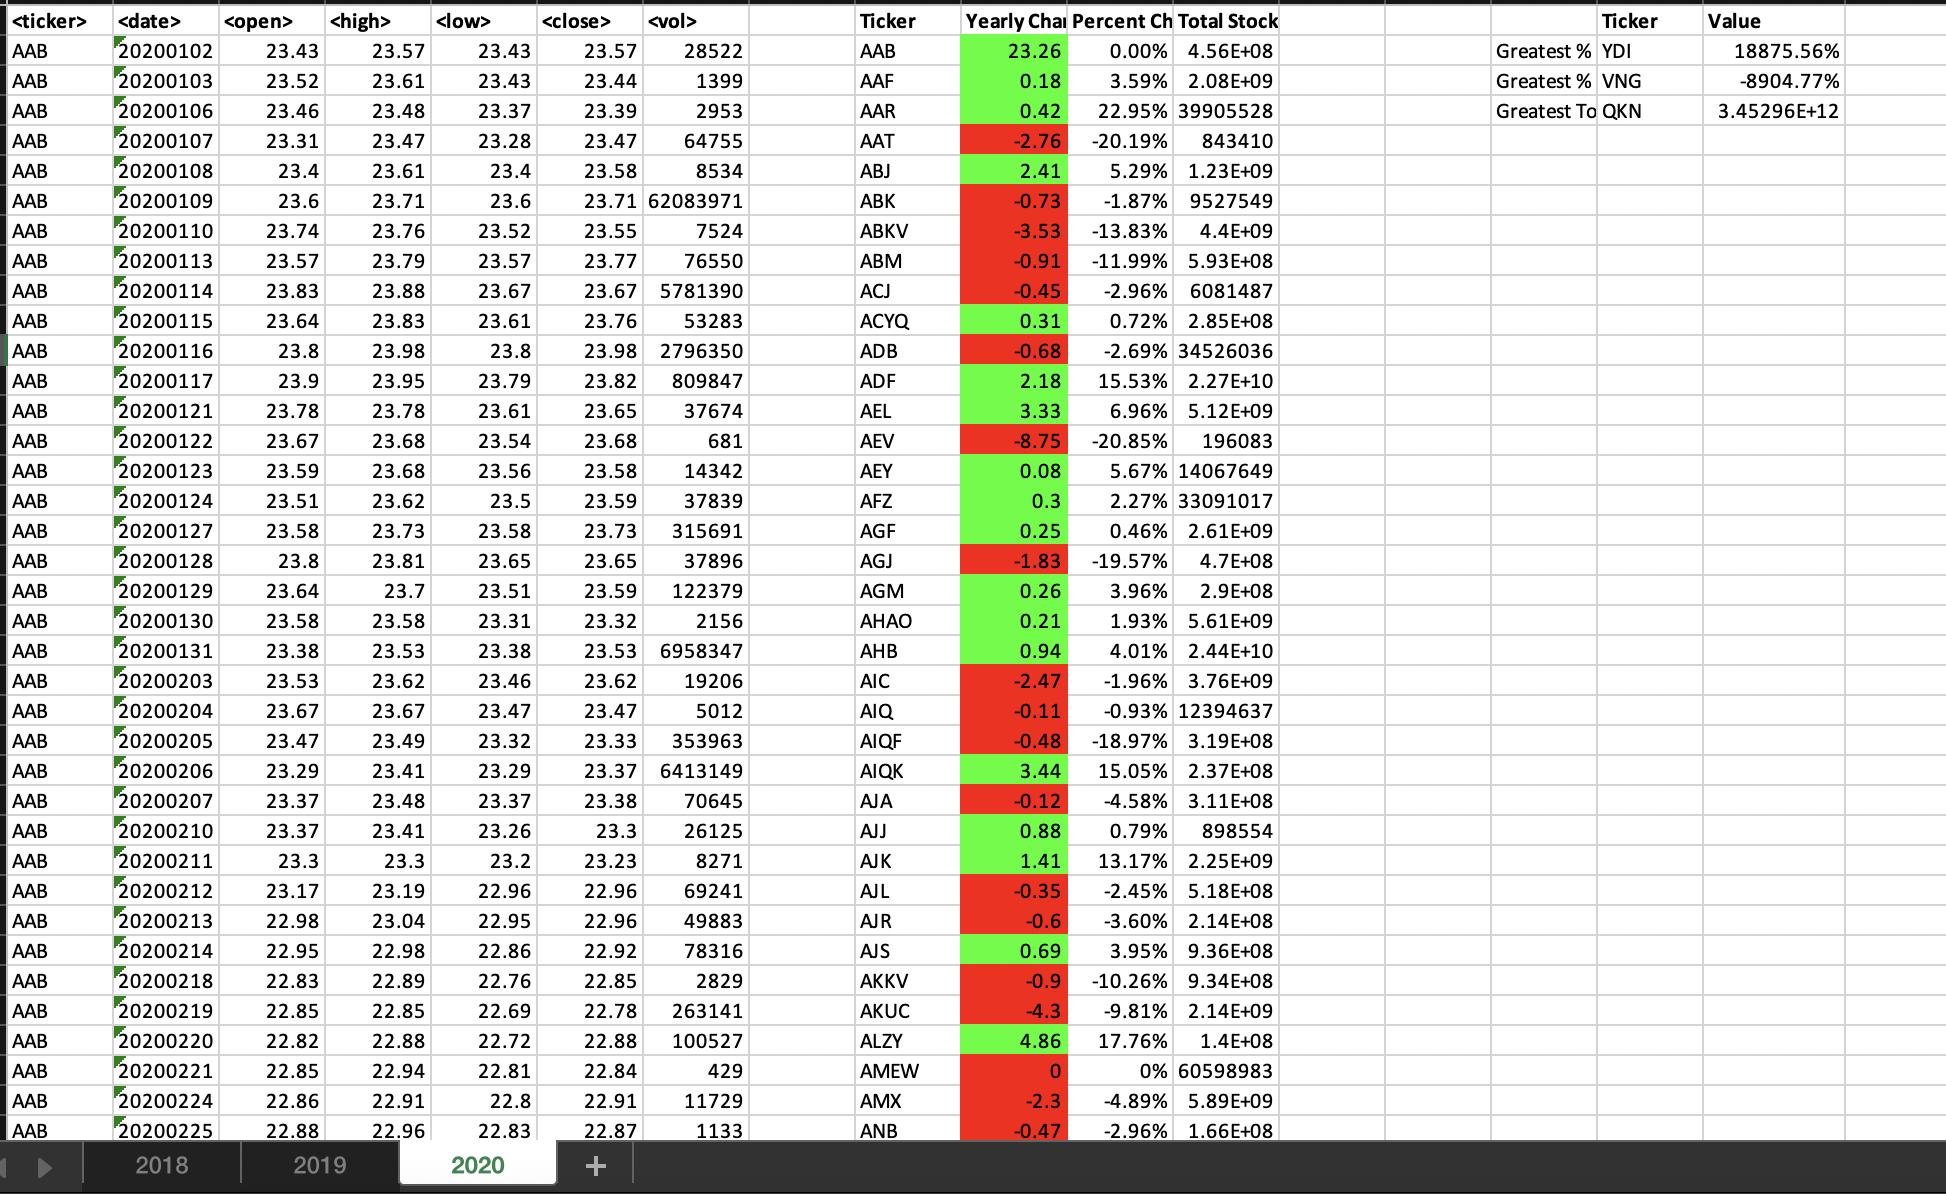 <ticker> <date> <open> <high> <low> <close> <vol> Ticker Yearly Chan Percent Ch Total Stock Ticker Value
AAB 20200102 23.43 23.57 23.43 23.57 28522 AAB 23.26 0.00% 4.56E+08 Greatest % YDI 18875.56%
AAB 20200103 23.52 23.61 23.43 23.44 1399 AAF 0.18 3.59% 2.08E+09 Greatest % VNG -8904.77%
AAB 20200106 23.46 23.48 23.37 23.39 2953 AAR 0.42 22.95% 39905528 Greatest To QKN 3.45296E+12
AAB 20200107 23.31 23.47 23.28 23.47 64755 AAT -2.76 -20.19% 843410
AAB 20200108 23.4 23.61 23.4 23.58 8534 ABJ 2.41 5.29% 1.23E+09
AAB 20200109 23.6 23.71 23.6 23.71 62083971 ABK -0.73 -1.87% 9527549
AAB 20200110 23.74 23.76 23.52 23.55 7524 ABKV -3.53 -13.83% 4.4E+09
AAB 20200113 23.57 23.79 23.57 23.77 76550 ABM -0.91 -11.99% 5.93E+08
AAB 20200114 23.83 23.88 23.67 23.67 5781390 ACJ -0.45 -2.96% 6081487
AAB 20200115 23.64 23.83 23.61 23.76 53283 ACYQ 0.31 0.72% 2.85E+08
AAB 20200116 23.8 23.98 23.8 23.98 2796350 ADB -0.68 -2.69% 34526036
AAB 20200117 23.9 23.95 23.79 23.82 809847 ADF 2.18 15.53% 2.27E+10
AAB 20200121 23.78 23.78 23.61 23.65 37674 AEL 3.33 6.96% 5.12E+09
AAB 20200122 23.67 23.68 23.54 23.68 681 AEV -8.75 -20.85% 196083
AAB 20200123 23.59 23.68 23.56 23.58 14342 AEY 0.08 5.67% 14067649
AAB 20200124 23.51 23.62 23.5 23.59 37839 AFZ 0.3 2.27% 33091017
AAB 20200127 23.58 23.73 23.58 23.73 315691 AGF 0.25 0.46% 2.61E+09
AAB 20200128 23.8 23.81 23.65 23.65 37896 AGJ -1.83 -19.57% 4.7E+08
AAB 20200129 23.64 23.7 23.51 23.59 122379 AGM 0.26 3.96% 2.9E+08
AAB 20200130 23.58 23.58 23.31 23.32 2156 AHAO 0.21 1.93% 5.61E+09
AAB 20200131 23.38 23.53 23.38 23.53 6958347 AHB 0.94 4.01% 2.44E+10
AAB 20200203 23.53 23.62 23.46 23.62 19206 AIC -2.47 -1.96% 3.76E+09
AAB 20200204 23.67 23.67 23.47 23.47 5012 AIQ -0.11 -0.93% 12394637
AAB 20200205 23.47 23.49 23.32 23.33 353963 AIQF -0.48 -18.97% 3.19E+08
AAB 20200206 23.29 23.41 23.29 23.37 6413149 AIQK 3.44 15.05% 2.37E+08
AAB 20200207 23.37 23.48 23.37 23.38 70645 AJA -0.12 -4.58% 3.11E+08
AAB 20200210 23.37 23.41 23.26 23.3 26125 AJJ 0.88 0.79% 898554
AAB 20200211 23.3 23.3 23.2 23.23 8271 AJK 1.41 13.17% 2.25E+09
AAB 20200212 23.17 23.19 22.96 22.96 69241 AJL -0.35 -2.45% 5.18E+08
AAB 20200213 22.98 23.04 22.95 22.96 49883 AJR -0.6 -3.60% 2.14E+08
AAB 20200214 22.95 22.98 22.86 22.92 78316 AJS 0.69 3.95% 9.36E+08
AAB 20200218 22.83 22.89 22.76 22.85 2829 AKKV -0.9 -10.26% 9.34E+08
AAB 20200219 22.85 22.85 22.69 22.78 263141 AKUC -4.3 -9.81% 2.14E+09
AAB 20200220 22.82 22.88 22.72 22.88 100527 ALZY 4.86 17.76% 1.4E+08
AAB 20200221 22.85 22.94 22.81 22.84 429 AMEW 0 0% 60598983
AAB 20200224 22.86 22.91 22.8 22.91 11729 AMX -2.3 -4.89% 5.89E+09
AAB 20200225 22.88 22.96 22.83 22.87 1133 ANB -0.47 -2.96% 1.66E+08
2018 2019 2020 +